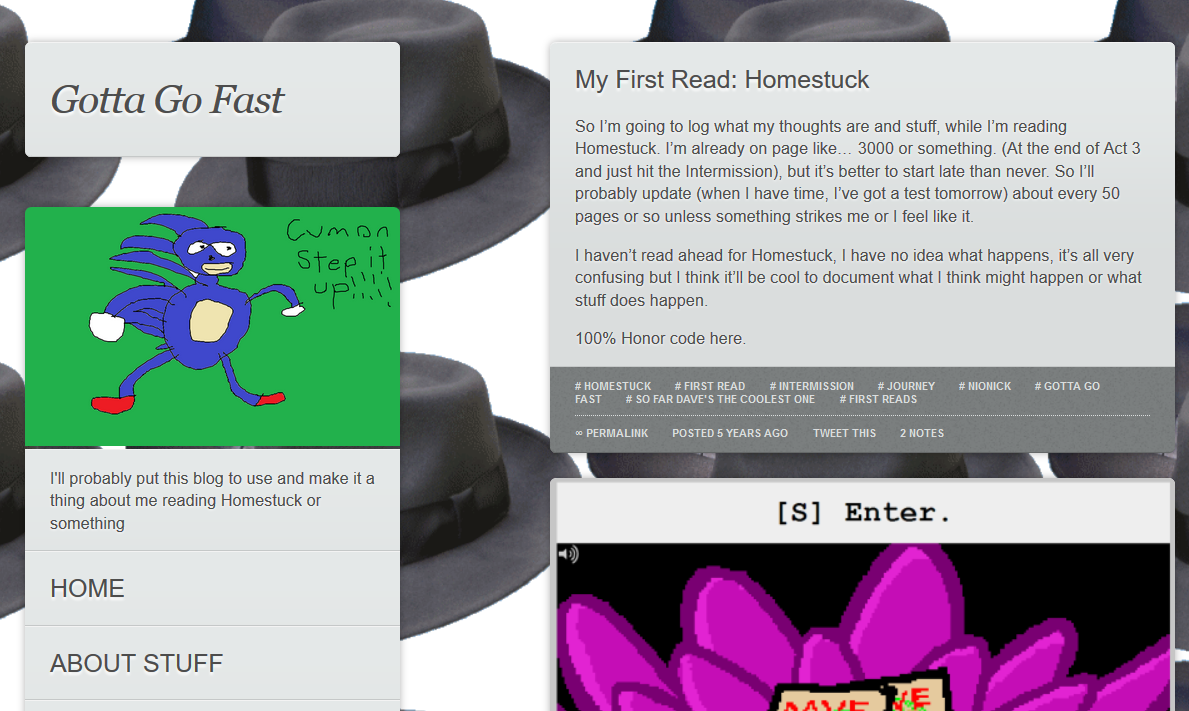 Gotta Go Fast
Cumon
Step it
up!!!!!
I'll probably put this blog to use and make it a
thing about me reading Homestuck or
something
HOME
ABOUT STUFF
My First Read: Homestuck
So I’m going to log what my thoughts are and stuff, while I’m reading
Homestuck. I’m already on page like… 3000 or something. (At the end of Act 3
and just hit the Intermission), but it’s better to start late than never. So I’ll
probably update (when I have time, I’ve got a test tomorrow) about every 50
pages or so unless something strikes me or I feel like it.
I haven’t read ahead for Homestuck, I have no idea what happens, it’s all very
confusing but I think it’ll be cool to document what I think might happen or what
stuff does happen.
100% Honor code here.
# HOMESTUCK # FIRST READ # INTERMISSION # JOURNEY # NIONICK # GOTTA GO
FAST # SO FAR DAVE'S THE COOLEST ONE # FIRST READS
∞ PERMALINK POSTED 5 YEARS AGO TWEET THIS 2 NOTES
[S] Enter.
DAVE